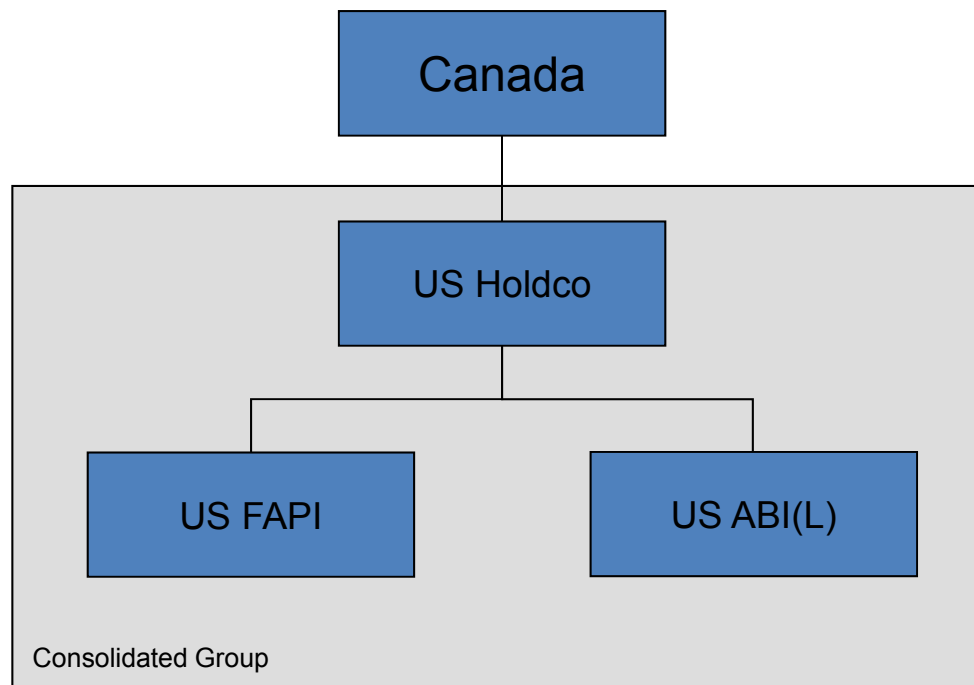 Canada
US Holdco
US FAPI
US ABI(L)
Consolidated Group